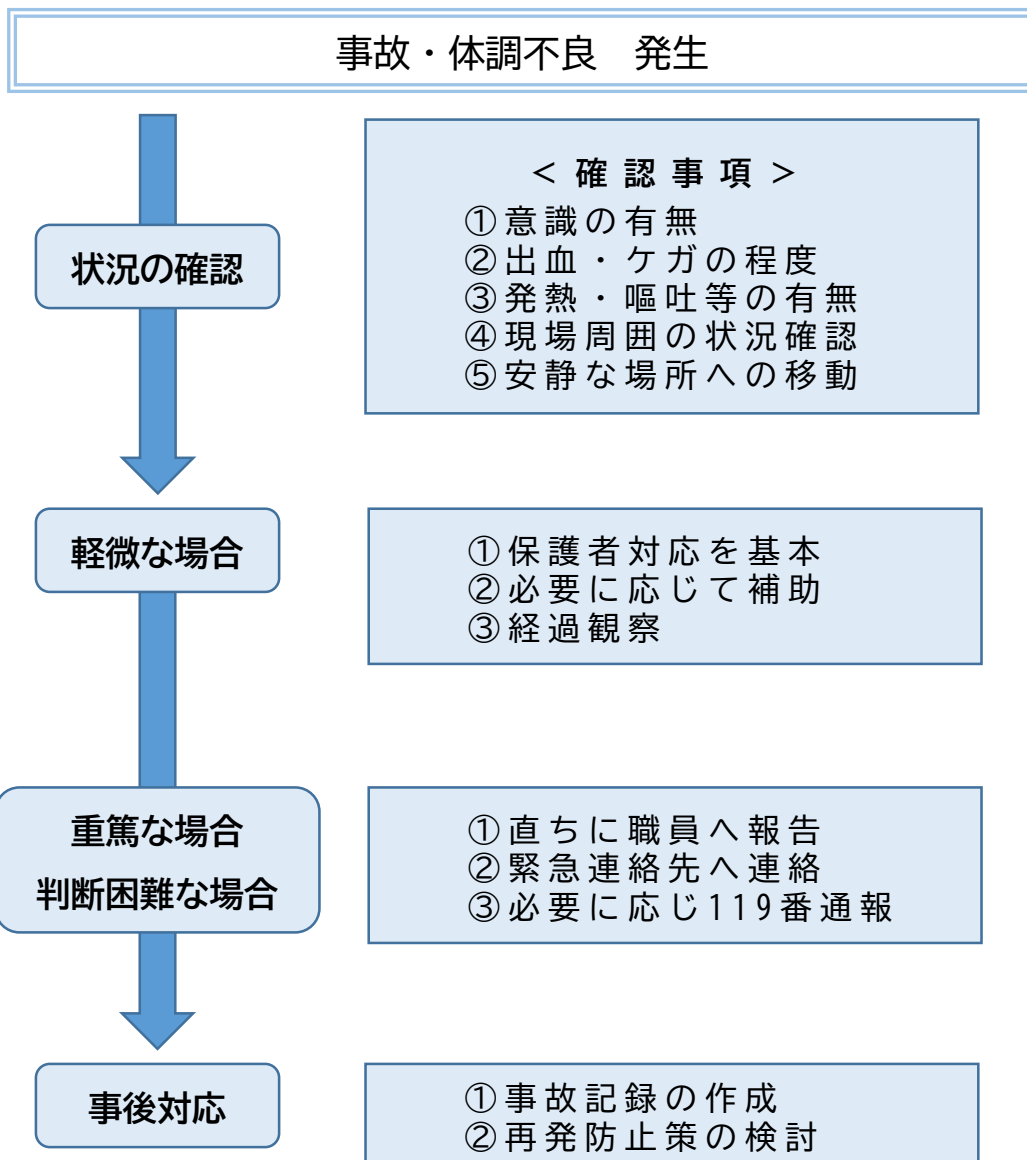 事故・体調不良　発生
状況の確認
＜確認事項＞
①意識の有無
②出血・ケガの程度
③発熱・嘔吐等の有無
④現場周囲の状況確認
⑤安静な場所への移動
軽微な場合
①保護者対応を基本
②必要に応じて補助
③経過観察
重篤な場合
判断困難な場合
①直ちに職員へ報告
②緊急連絡先へ連絡
③必要に応じ119番通報
事後対応
①事故記録の作成
②再発防止策の検討